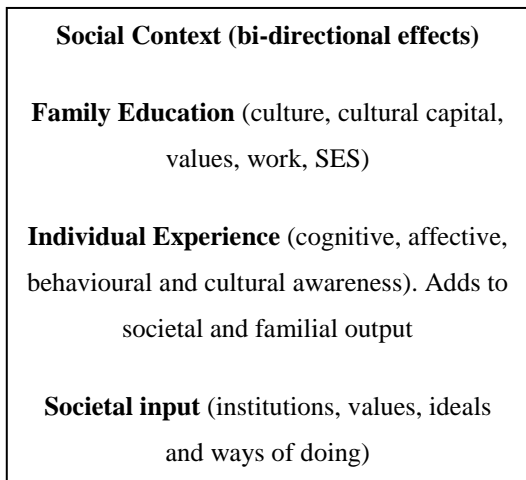 Social Context (bi-directional effects)
Family Education (culture, cultural capital,
values, work, SES)
Individual Experience (cognitive, affective,
behavioural and cultural awareness). Adds to
societal and familial output
Societal input (institutions, values, ideals
and ways of doing)